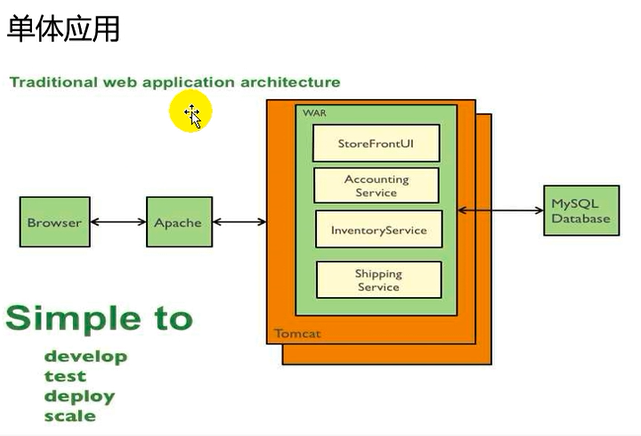 单体应用
Traditional web application architecture
WAR
StoreFrontUI
Accounting
Service
InventoryService
Shipping
Service
Tomcat
Browser
Apache
MySQL
Database
Simple to
develop
test
deploy
scale